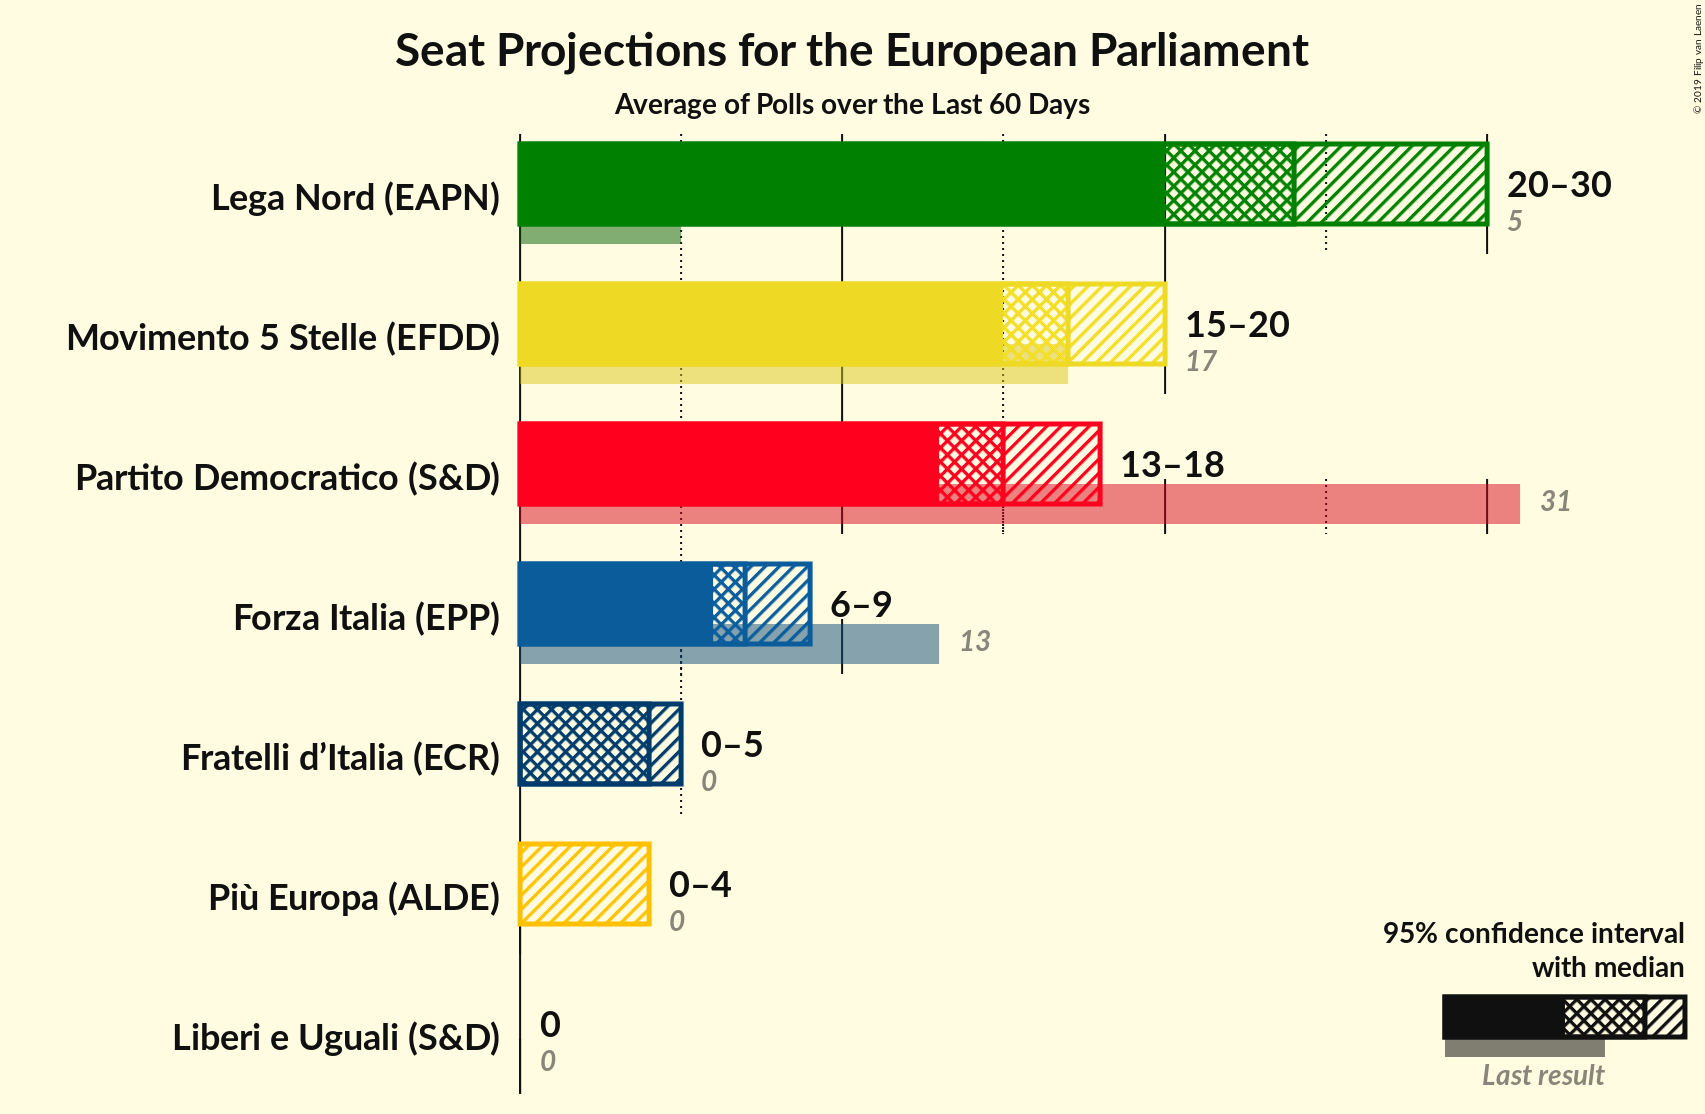 Seat Projections for the European Parliament
Average of Polls over the Last 60 Days
© 2019 Filip van Laenen
Lega Nord (EAPN)
20–30
5
Movimento 5 Stelle (EFDD)
15–20
17
Partito Democratico (S&D)
13–18
31
Forza Italia (EPP)
6–9
13
Fratelli d’Italia (ECR)
0–5
0
Più Europa (ALDE)
0–4
0
Liberi e Uguali (S&D)
0
0
95% confidence interval
with median
Last result